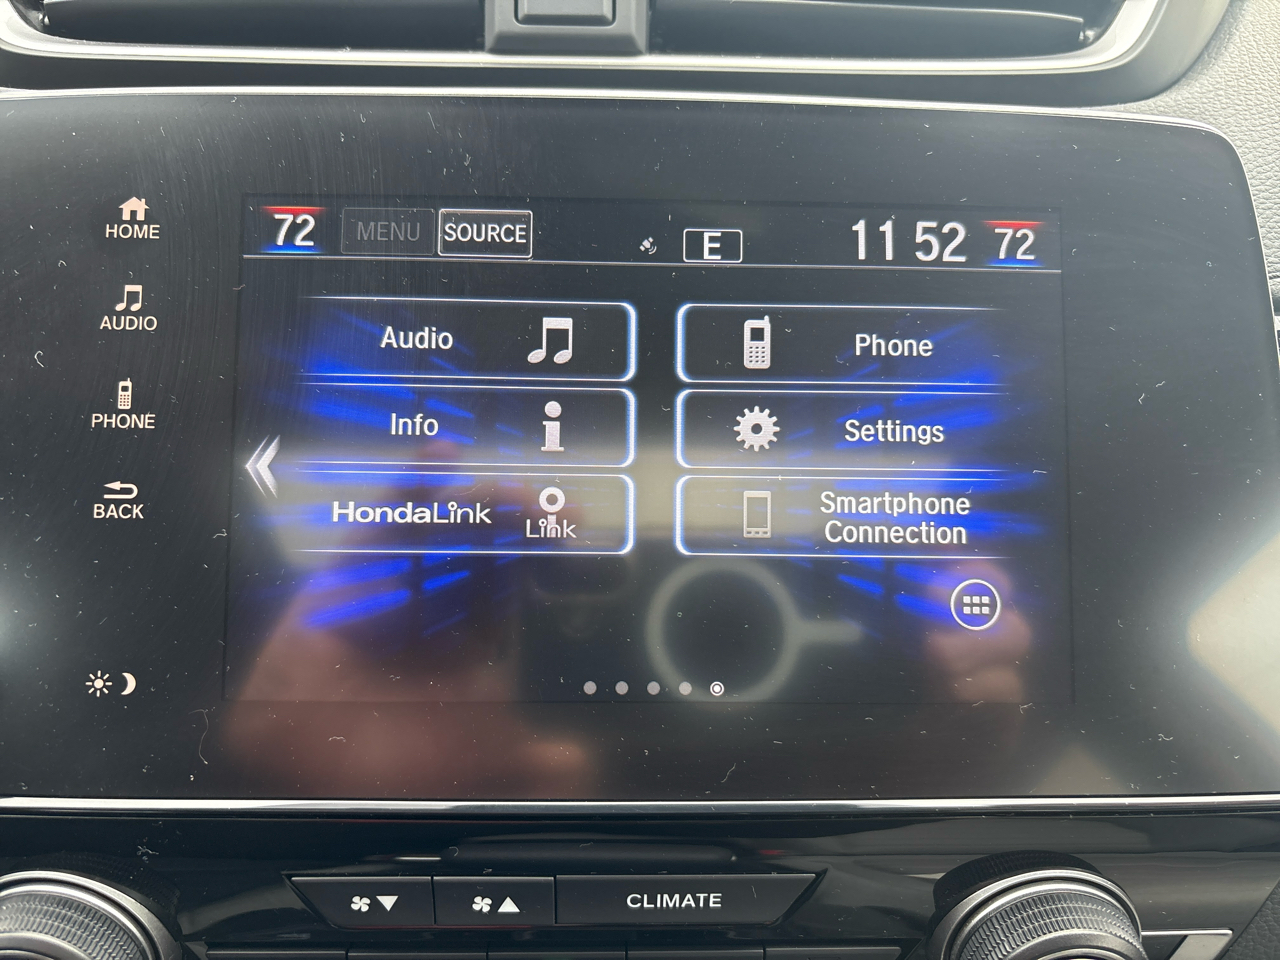 HOME
AUDIO
PHONE
BACK
72 MENU SOURCE E 11 52 72
Audio
Phone
Info
Settings
HondaLink Link
Smartphone
Connection
CLIMATE